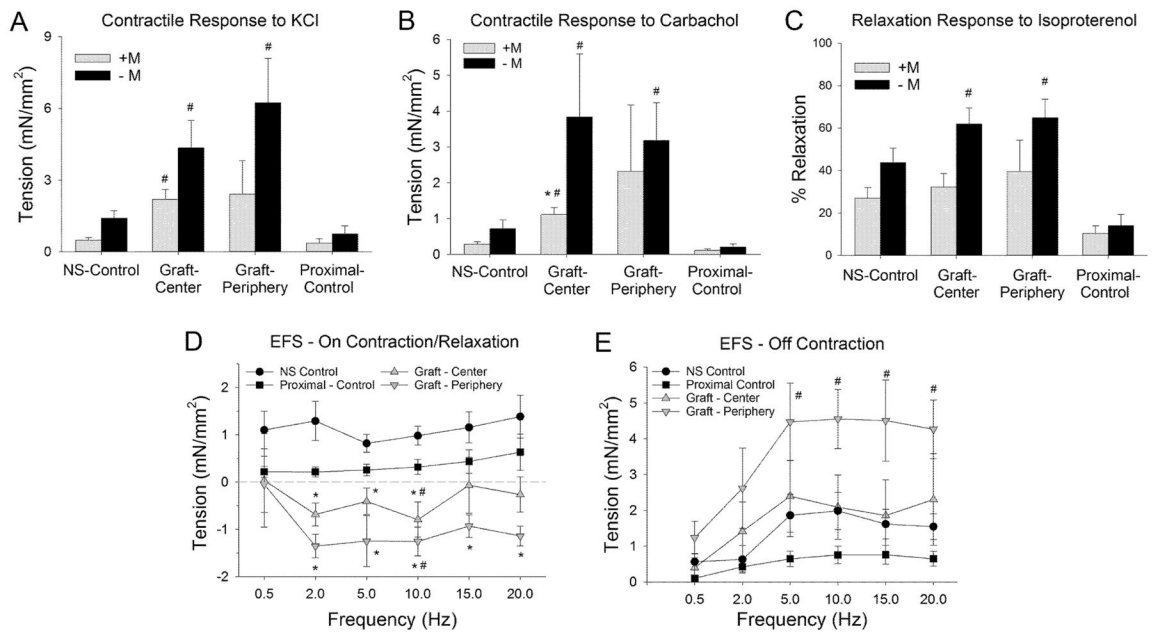 A
Contractile Response to KCl
Tension (mN/mm²)
9
6
3
0
+M
- M
#
#
#
NS-Control
Graft-
Center
Graft-
Periphery
Proximal-
Control
B
Contractile Response to Carbachol
Tension (mN/mm²)
6
5
4
3
2
1
0
+M
- M
* #
#
#
NS-Control
Graft-
Center
Graft-
Periphery
Proximal-
Control
C
Relaxation Response to Isoproterenol
% Relaxation
100
80
60
40
20
0
+M
- M
#
#
NS-Control
Graft-
Center
Graft-
Periphery
Proximal-
Control
D
EFS - On Contraction/Relaxation
NS Control
Graft - Center
Proximal - Control
Graft - Periphery
Tension (mN/mm²)
2
1
0
-1
-2
*
*
* #
*
*
* #
*
*
0.5
2.0
5.0
10.0
15.0
20.0
Frequency (Hz)
E
EFS - Off Contraction
NS Control
Proximal Control
Graft - Center
Graft - Periphery
Tension (mN/mm²)
6
5
4
3
2
1
0
#
#
#
#
0.5
2.0
5.0
10.0
15.0
20.0
Frequency (Hz)